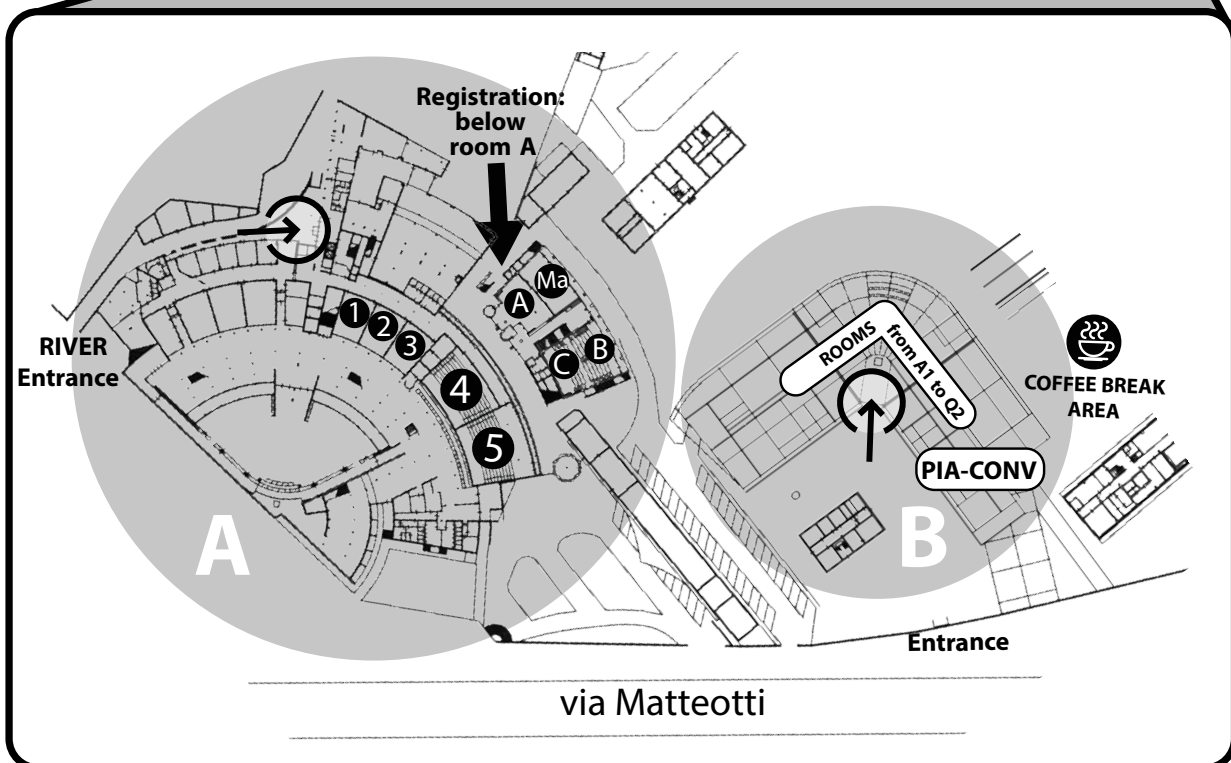 Registration:
below
room A
Ma
A
1
2
3
B
C
4
5
RIVER
Entrance
A
ROOMS
from A1 to Q2
COFFEE BREAK
AREA
PIA-CONV
B
Entrance
via Matteotti